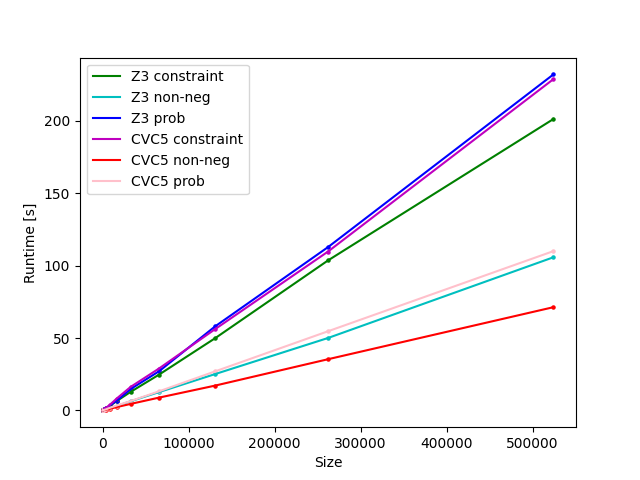 Z3 constraint
Z3 non-neg
Z3 prob
CVC5 constraint
CVC5 non-neg
CVC5 prob
Runtime [s]
200
150
100
50
0
0 100000 200000 300000 400000 500000
Size